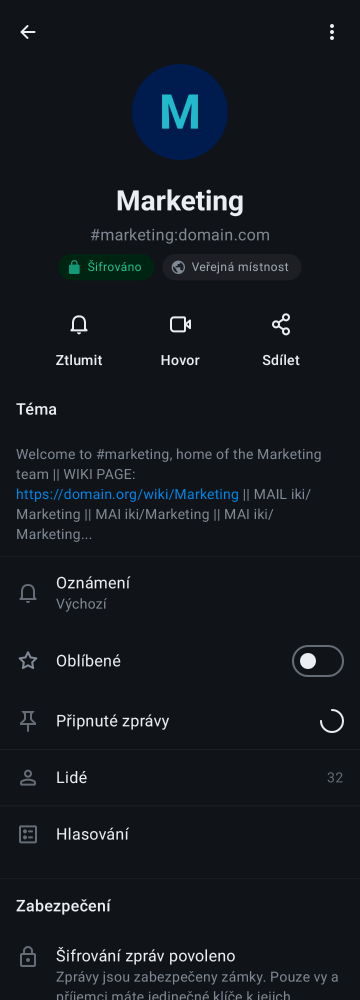 M
Marketing
#marketing:domain.com
Šifrováno
Veřejná místnost
Ztlumit
Hovor
Sdílet
Téma
Welcome to #marketing, home of the Marketing
team || WIKI PAGE:
https://domain.org/wiki/Marketing || MAIL iki/
Marketing || MAI iki/Marketing || MAI iki/
Marketing...
Oznámení
Výchozí
Oblíbené
Připnuté zprávy
Lidé
32
Hlasování
Zabezpečení
Šifrování zpráv povoleno
Zprávy jsou zabezpečeny zámky. Pouze vy a
příjemci máte jedinečné klíče k jejich